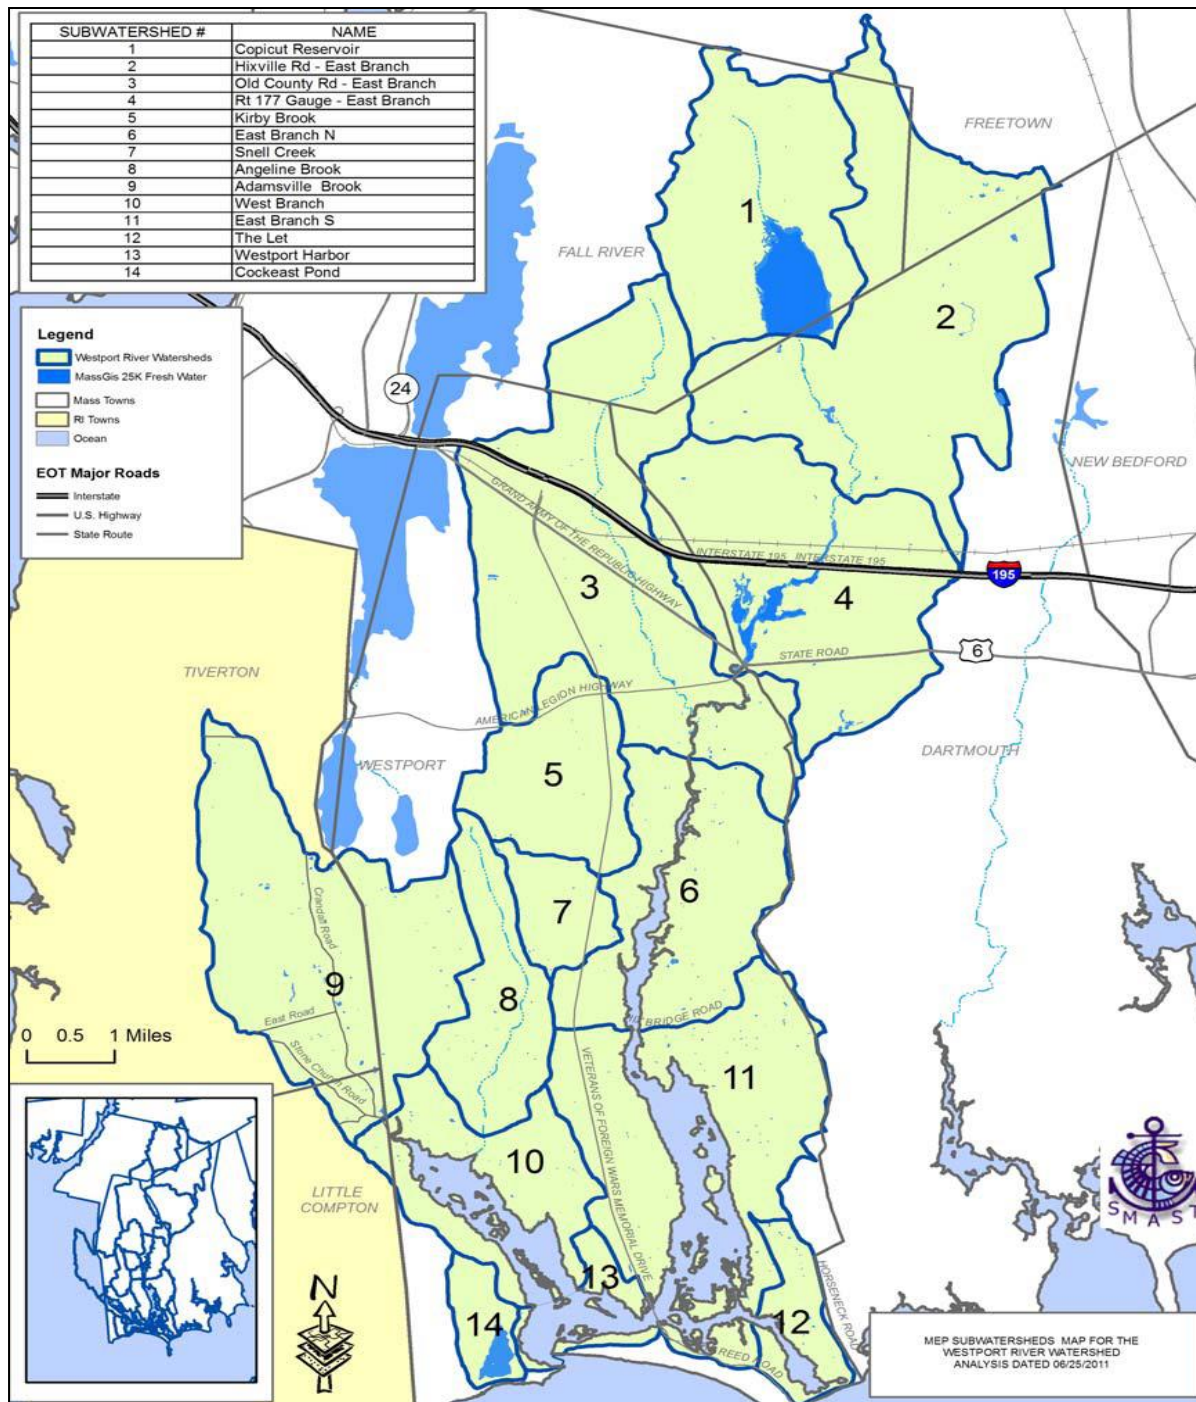 SUBWATERSHED # NAME
1 Copicut Reservoir
2 Hixville Rd - East Branch
3 Old County Rd - East Branch
4 Rt 177 Gauge - East Branch
5 Kirby Brook
6 East Branch N
7 Snell Creek
8 Angeline Brook
9 Adamsville Brook
10 West Branch
11 East Branch S
12 The Let
13 Westport Harbor
14 Cockeast Pond
Legend
Westport River Watersheds
MassGis 25K Fresh Water
Mass Towns
RI Towns
Ocean
EOT Major Roads
Interstate
U.S. Highway
State Route
FREETOWN
1
FALL RIVER
2
24
NEW BEDFORD
GRAND ARMY OF THE REPUBLIC HIGHWAY
INTERSTATE 195 INTERSTATE 195
195
3
4
STATE ROAD
6
TIVERTON
AMERICAN LEGION HIGHWAY
DARTMOUTH
WESTPORT
5
6
7
Crandall Road
9
8
East Road
BRIDGE ROAD
0 0.5 1 Miles
Stone Church Road
VETERANS OF FOREIGN WARS MEMORIAL DRIVE
11
10
LITTLE
COMPTON
SMAST
13
HORSENECK ROAD
N
14
12
REED ROAD
MEP SUBWATERSHEDS MAP FOR THE
WESTPORT RIVER WATERSHED
ANALYSIS DATED 06/25/2011